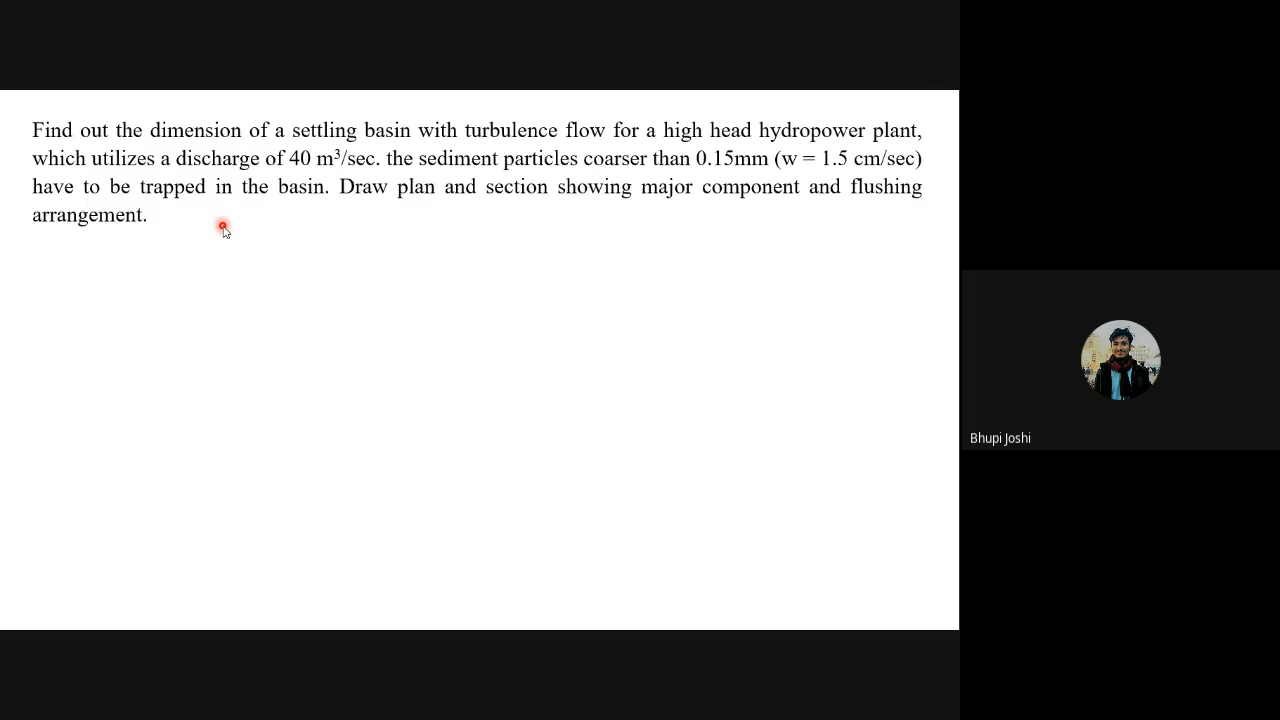 Find out the dimension of a settling basin with turbulence flow for a high head hydropower plant,
which utilizes a discharge of 40 m³/sec. the sediment particles coarser than 0.15mm (w = 1.5 cm/sec)
have to be trapped in the basin. Draw plan and section showing major component and flushing
arrangement.
Bhupi Joshi